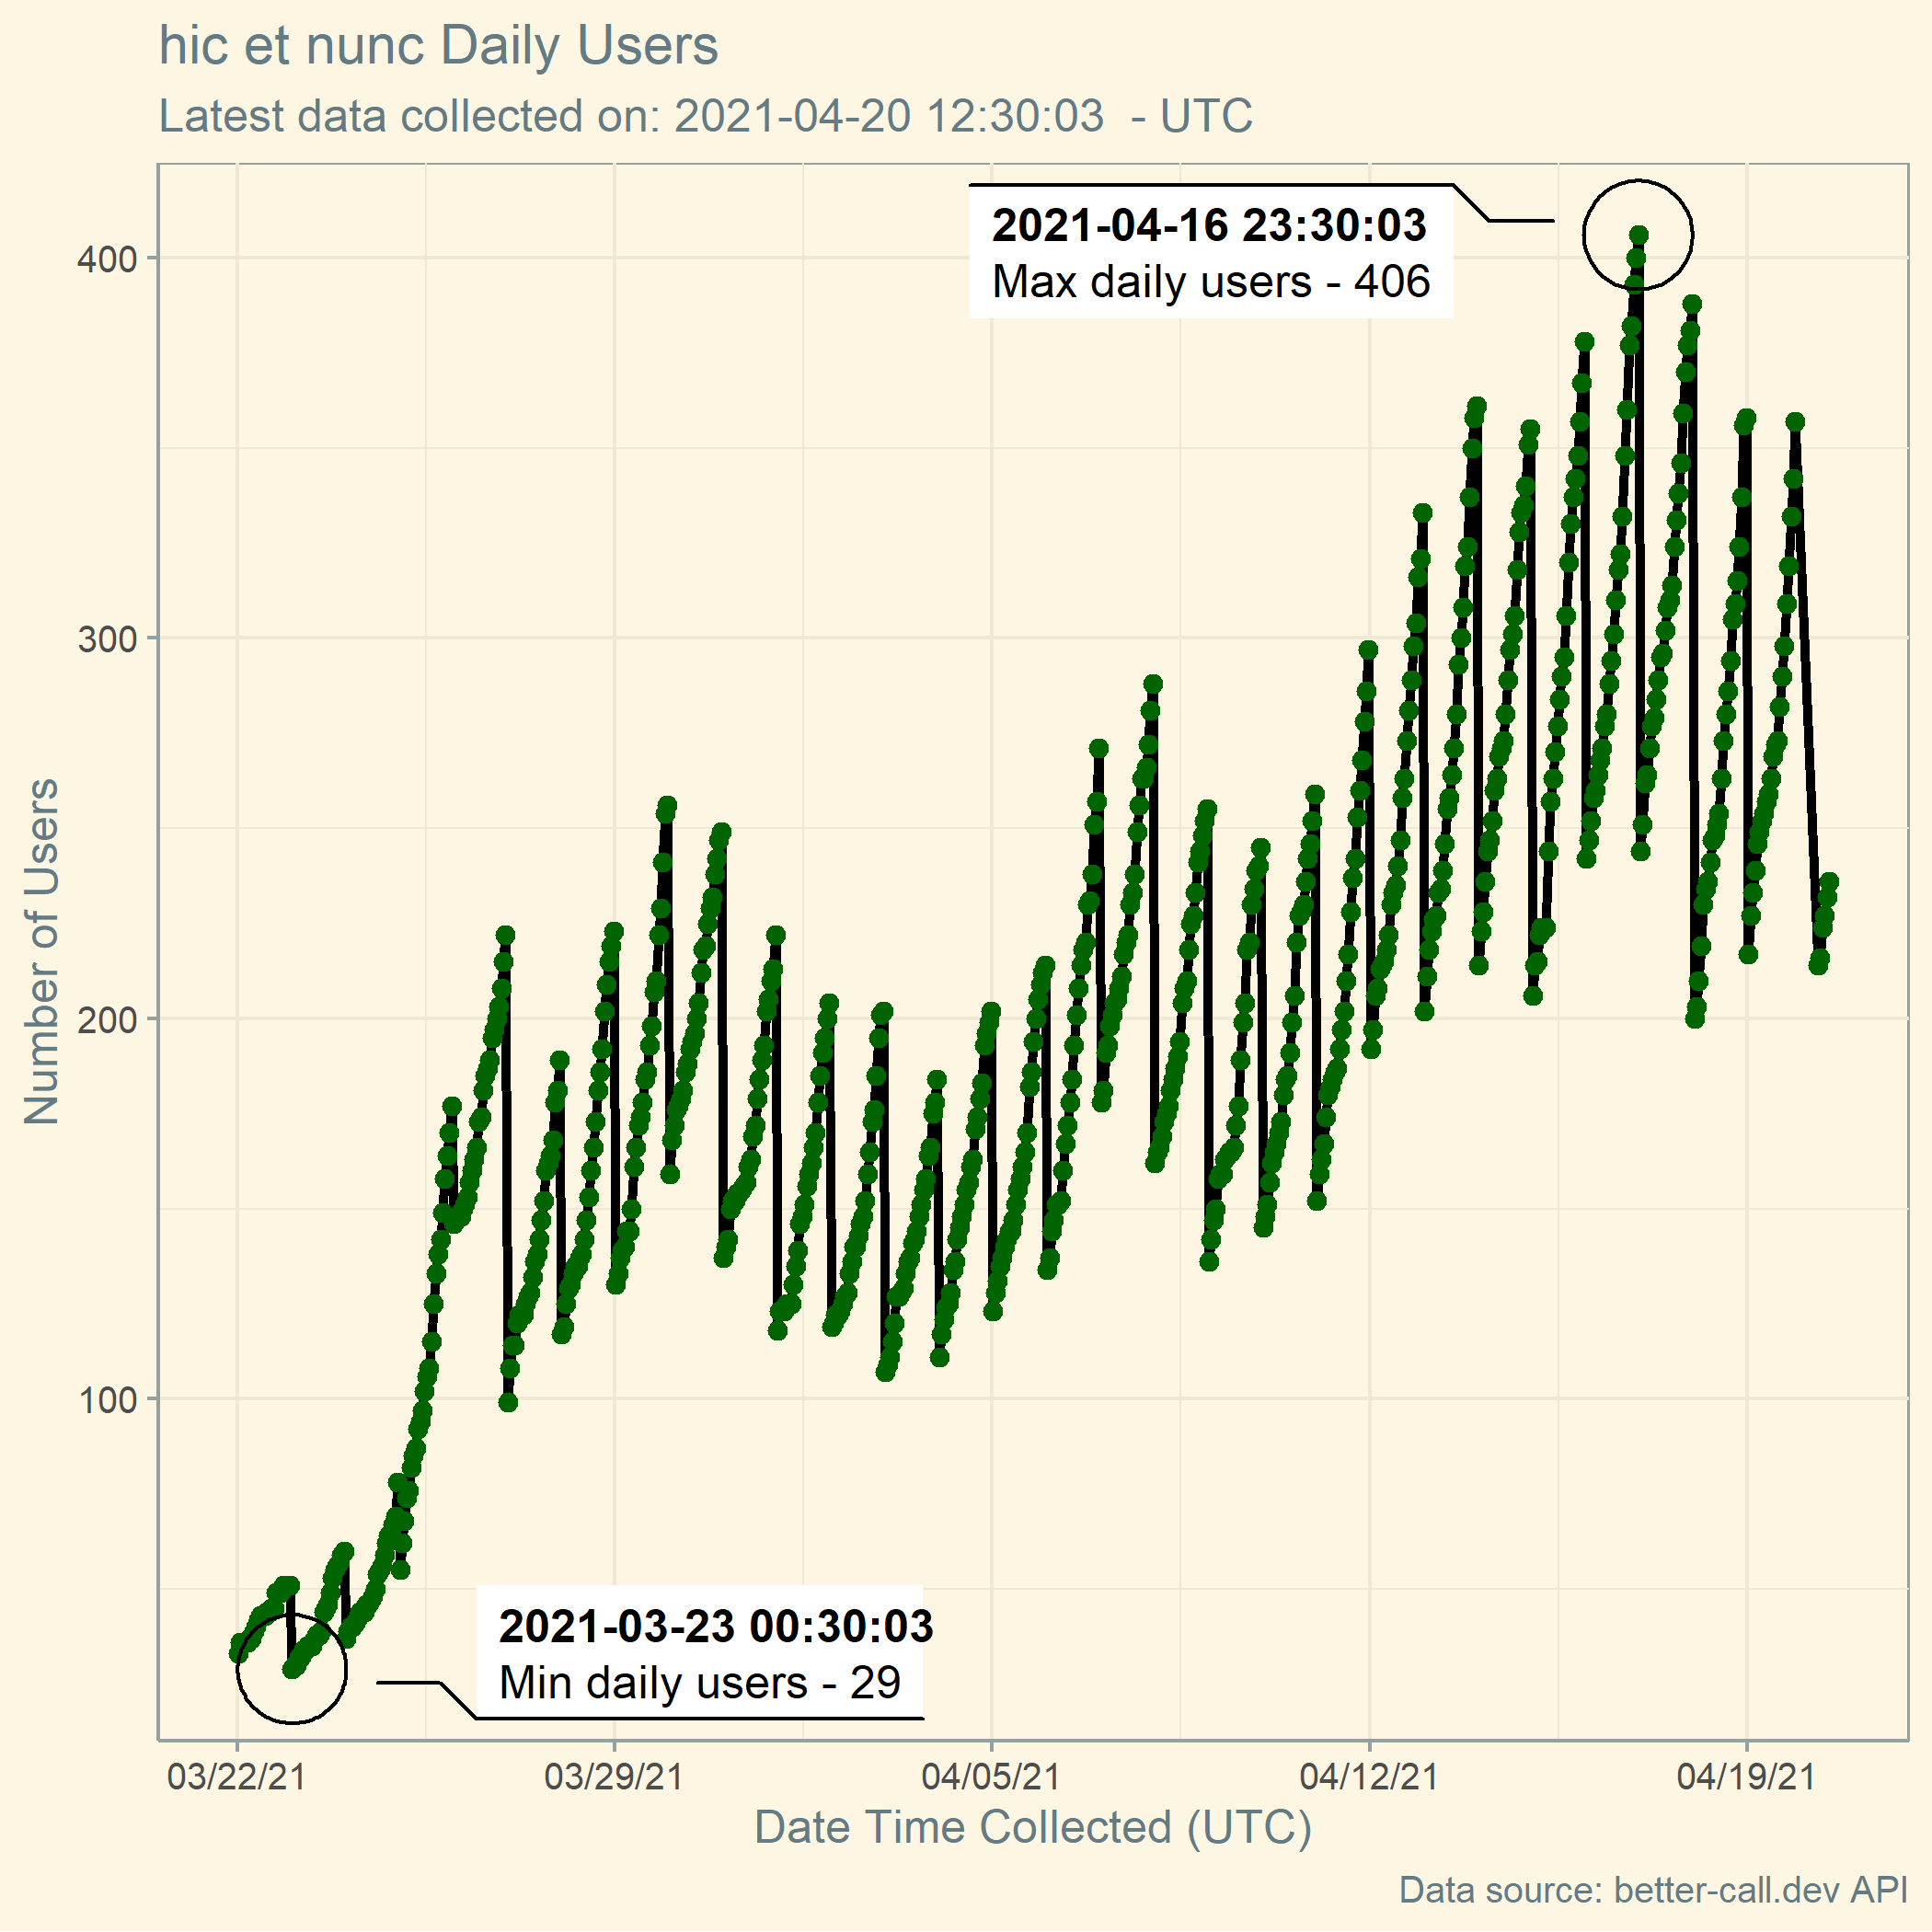 hic et nunc Daily Users
Latest data collected on: 2021-04-20 12:30:03  - UTC
2021-04-16 23:30:03
Max daily users - 406
400
300
200
100
Number of Users
2021-03-23 00:30:03
Min daily users - 29
03/22/21
03/29/21
04/05/21
04/12/21
04/19/21
Date Time Collected (UTC)
Data source: better-call.dev API